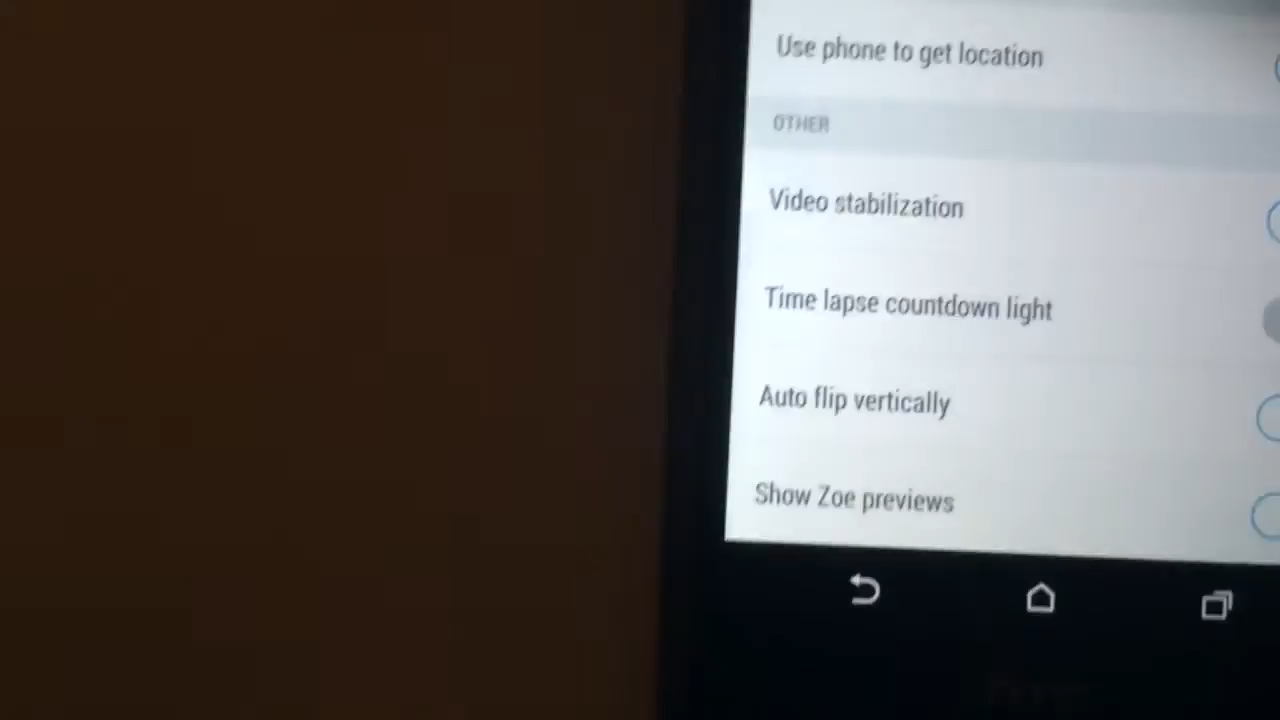 Use phone to get location
OTHER
Video stabilization
Time lapse countdown light
Auto flip vertically
Show Zoe previews